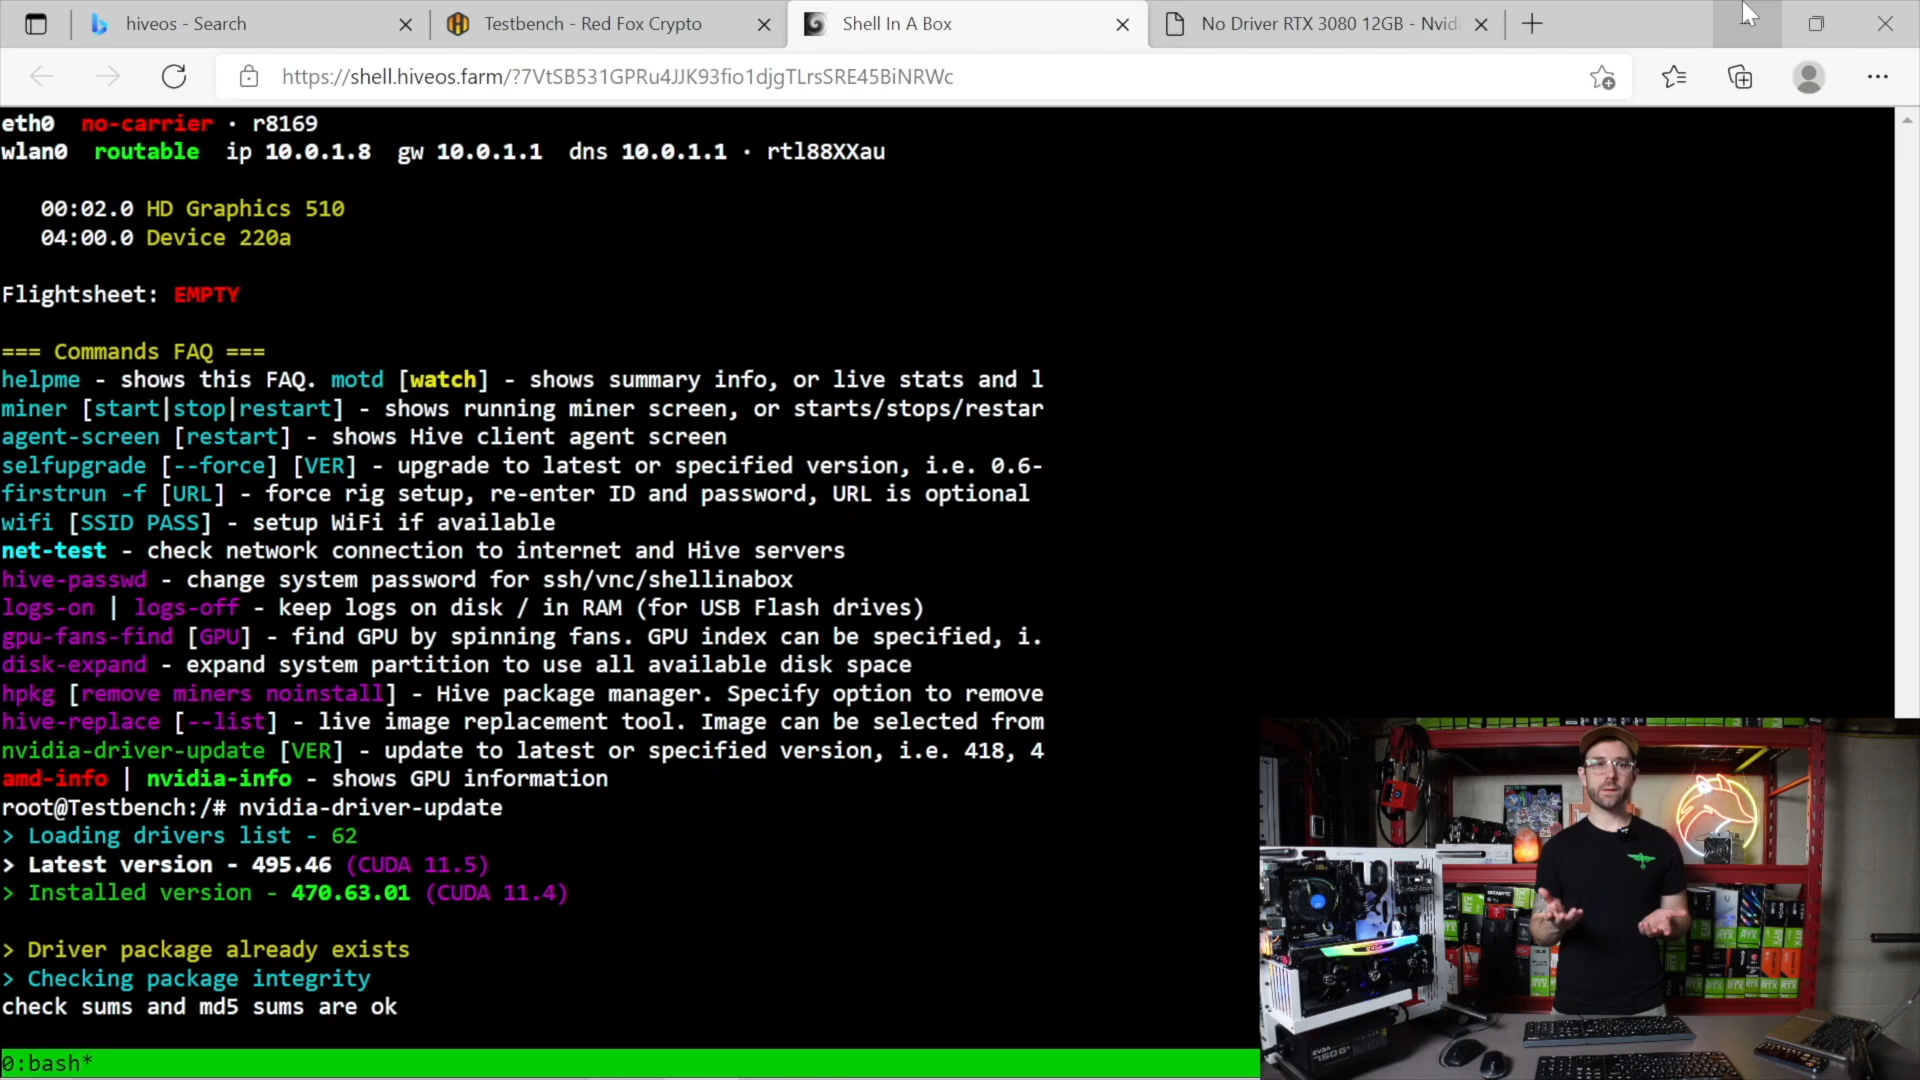 hiveos - Search
Testbench - Red Fox Crypto
Shell In A Box
No Driver RTX 3080 12GB - Nvid
https://shell.hiveos.farm/?7VtSB531GPRu4JJK93fio1djgTLrsSRE45BiNRWc
eth0 no-carrier · r8169
wlan0 routable ip 10.0.1.8 gw 10.0.1.1 dns 10.0.1.1 · rtl88XXau
00:02.0 HD Graphics 510
04:00.0 Device 220a
Flightsheet: EMPTY
=== Commands FAQ ===
helpme - shows this FAQ. motd [watch] - shows summary info, or live stats and l
miner [start|stop|restart] - shows running miner screen, or starts/stops/restar
agent-screen [restart] - shows Hive client agent screen
selfupgrade [--force] [VER] - upgrade to latest or specified version, i.e. 0.6-
firstrun -f [URL] - force rig setup, re-enter ID and password, URL is optional
wifi [SSID PASS] - setup WiFi if available
net-test - check network connection to internet and Hive servers
hive-passwd - change system password for ssh/vnc/shellinabox
logs-on | logs-off - keep logs on disk / in RAM (for USB Flash drives)
gpu-fans-find [GPU] - find GPU by spinning fans. GPU index can be specified, i.
disk-expand - expand system partition to use all available disk space
hpkg [remove miners noinstall] - Hive package manager. Specify option to remove
hive-replace [--list] - live image replacement tool. Image can be selected from
nvidia-driver-update [VER] - update to latest or specified version, i.e. 418, 4
amd-info | nvidia-info - shows GPU information
root@Testbench:/# nvidia-driver-update
> Loading drivers list - 62
> Latest version - 495.46 (CUDA 11.5)
> Installed version - 470.63.01 (CUDA 11.4)
> Driver package already exists
> Checking package integrity
check sums and md5 sums are ok
0:bash*